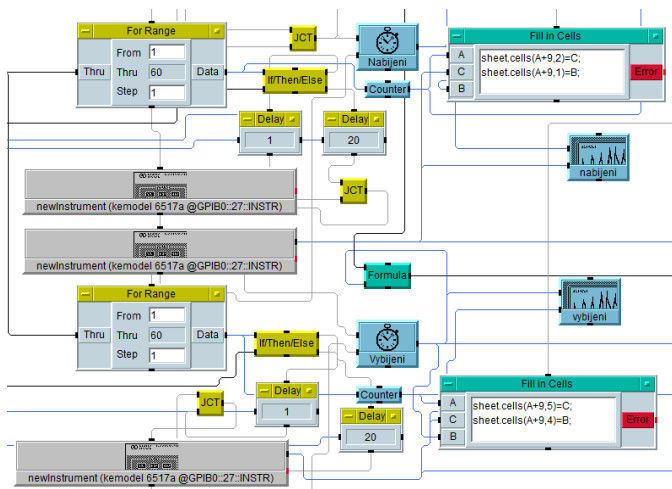 For Range
From 1
Thru Thru 60 Data
Step 1
JCT
If/Then/Else
Nabijeni
Counter
Fill in Cells
A sheet.cells(A+9,2)=C;
C sheet.cells(A+9,1)=B;
B
Error
Delay
1
Delay
20
nabijeni
JCT
newInstrument (kemodel 6517a @GPIB0::27::INSTR)
newInstrument (kemodel 6517a @GPIB0::27::INSTR)
Formula
vybijeni
For Range
From 1
Thru Thru 60 Data
Step 1
If/Then/Else
Vybijeni
Counter
Fill in Cells
A sheet.cells(A+9,5)=C;
C sheet.cells(A+9,4)=B;
B
Error
JCT
Delay
1
Delay
20
newInstrument (kemodel 6517a @GPIB0::27::INSTR)